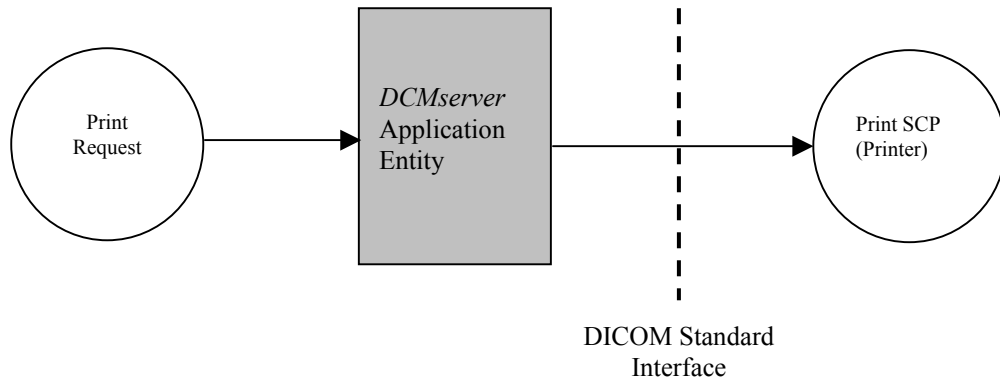 Print
Request
DCMserver
Application
Entity
Print SCP
(Printer)
DICOM Standard
Interface